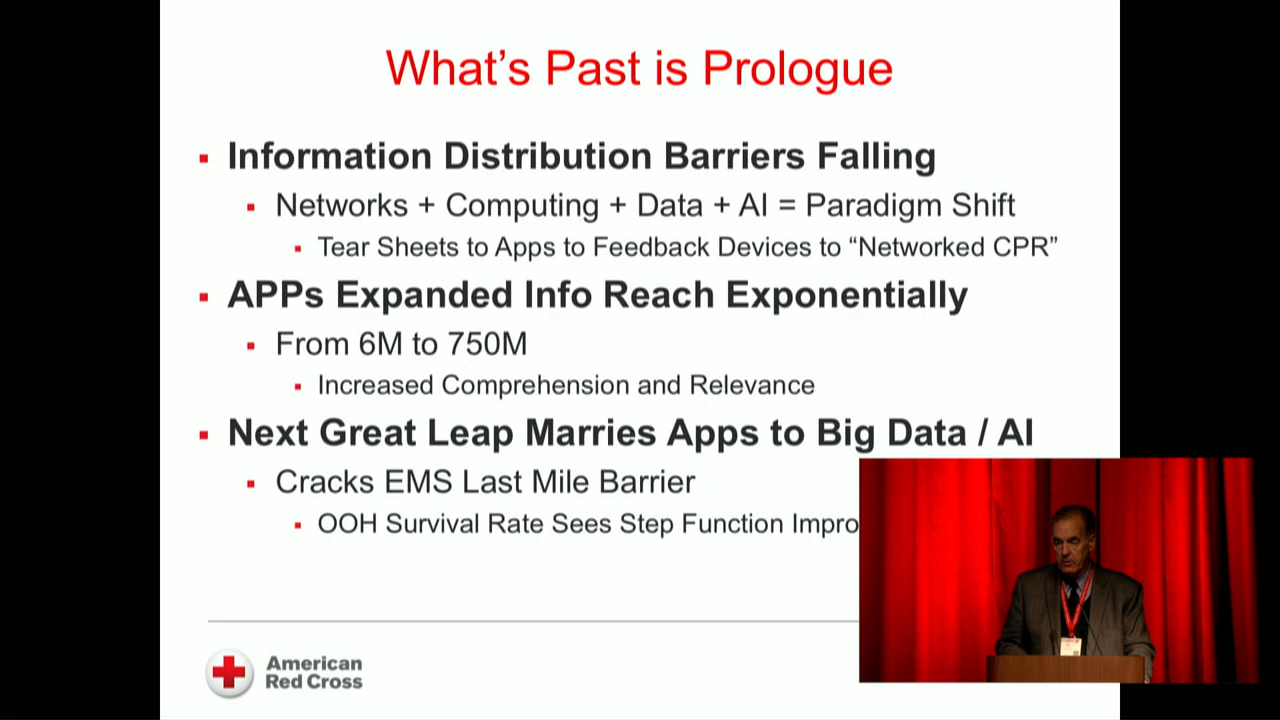 What's Past is Prologue
Information Distribution Barriers Falling
Networks + Computing + Data + AI = Paradigm Shift
Tear Sheets to Apps to Feedback Devices to “Networked CPR”
APPs Expanded Info Reach Exponentially
From 6M to 750M
Increased Comprehension and Relevance
Next Great Leap Marries Apps to Big Data / AI
Cracks EMS Last Mile Barrier
OOH Survival Rate Sees Step Function Impro
American
Red Cross